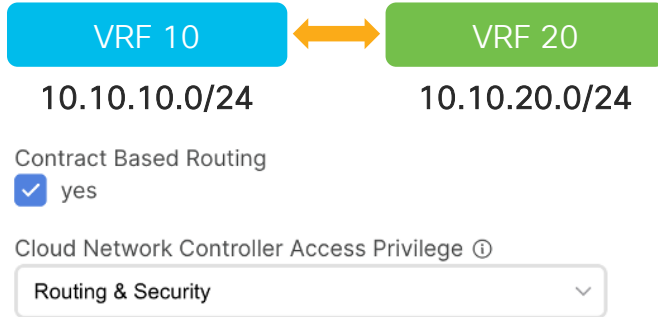 VRF 10
VRF 20
10.10.10.0/24
10.10.20.0/24
Contract Based Routing
yes
Cloud Network Controller Access Privilege ⓘ
Routing & Security